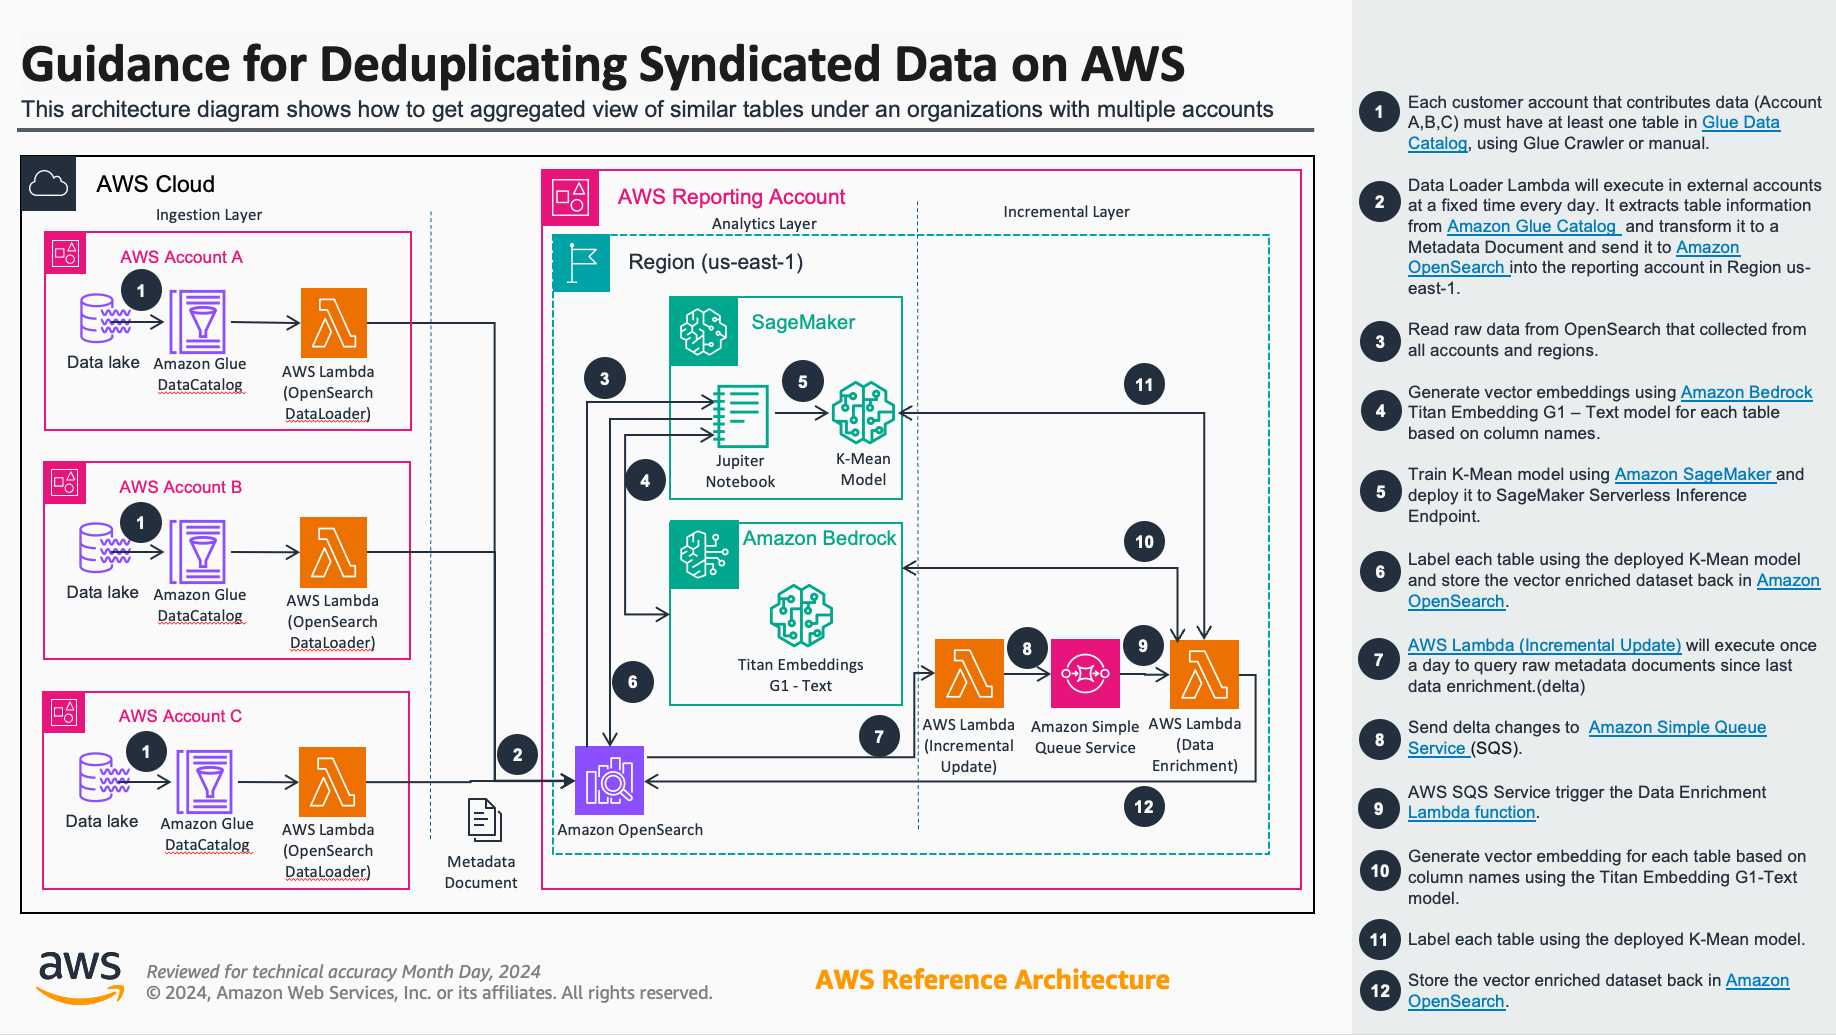 Guidance for Deduplicating Syndicated Data on AWS
This architecture diagram shows how to get aggregated view of similar tables under an organizations with multiple accounts
AWS Cloud
Ingestion Layer
AWS Account A
1
Data lake
Amazon Glue
DataCatalog
AWS Lambda
(OpenSearch
DataLoader)
AWS Account B
1
Data lake
Amazon Glue
DataCatalog
AWS Lambda
(OpenSearch
DataLoader)
AWS Account C
1
Data lake
Amazon Glue
DataCatalog
AWS Lambda
(OpenSearch
DataLoader)
2
Metadata
Document
AWS Reporting Account
Analytics Layer
Incremental Layer
Region (us-east-1)
SageMaker
3
5
11
Jupiter
Notebook
K-Mean
Model
4
Amazon Bedrock
10
Titan Embeddings
G1 - Text
6
8
9
7
AWS Lambda
(Incremental
Update)
Amazon Simple
Queue Service
AWS Lambda
(Data
Enrichment)
12
Amazon OpenSearch
aws
Reviewed for technical accuracy Month Day, 2024
© 2024, Amazon Web Services, Inc. or its affiliates. All rights reserved.
AWS Reference Architecture
1
Each customer account that contributes data (Account
A,B,C) must have at least one table in Glue Data
Catalog, using Glue Crawler or manual.
2
Data Loader Lambda will execute in external accounts
at a fixed time every day. It extracts table information
from Amazon Glue Catalog and transform it to a
Metadata Document and send it to Amazon
OpenSearch into the reporting account in Region us-
east-1.
3
Read raw data from OpenSearch that collected from
all accounts and regions.
4
Generate vector embeddings using Amazon Bedrock
Titan Embedding G1 – Text model for each table
based on column names.
5
Train K-Mean model using Amazon SageMaker and
deploy it to SageMaker Serverless Inference
Endpoint.
6
Label each table using the deployed K-Mean model
and store the vector enriched dataset back in Amazon
OpenSearch.
7
AWS Lambda (Incremental Update) will execute once
a day to query raw metadata documents since last
data enrichment.(delta)
8
Send delta changes to Amazon Simple Queue
Service (SQS).
9
AWS SQS Service trigger the Data Enrichment
Lambda function.
10
Generate vector embedding for each table based on
column names using the Titan Embedding G1-Text
model.
11
Label each table using the deployed K-Mean model.
12
Store the vector enriched dataset back in Amazon
OpenSearch.